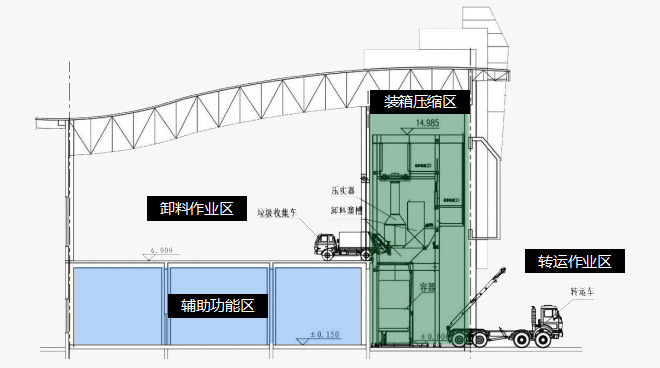 装箱压缩区
14.985
压实器
卸料溜槽
卸料作业区
垃圾收集车
6.000
转运作业区
转运车
容器
辅助功能区
±0.150
±0.000